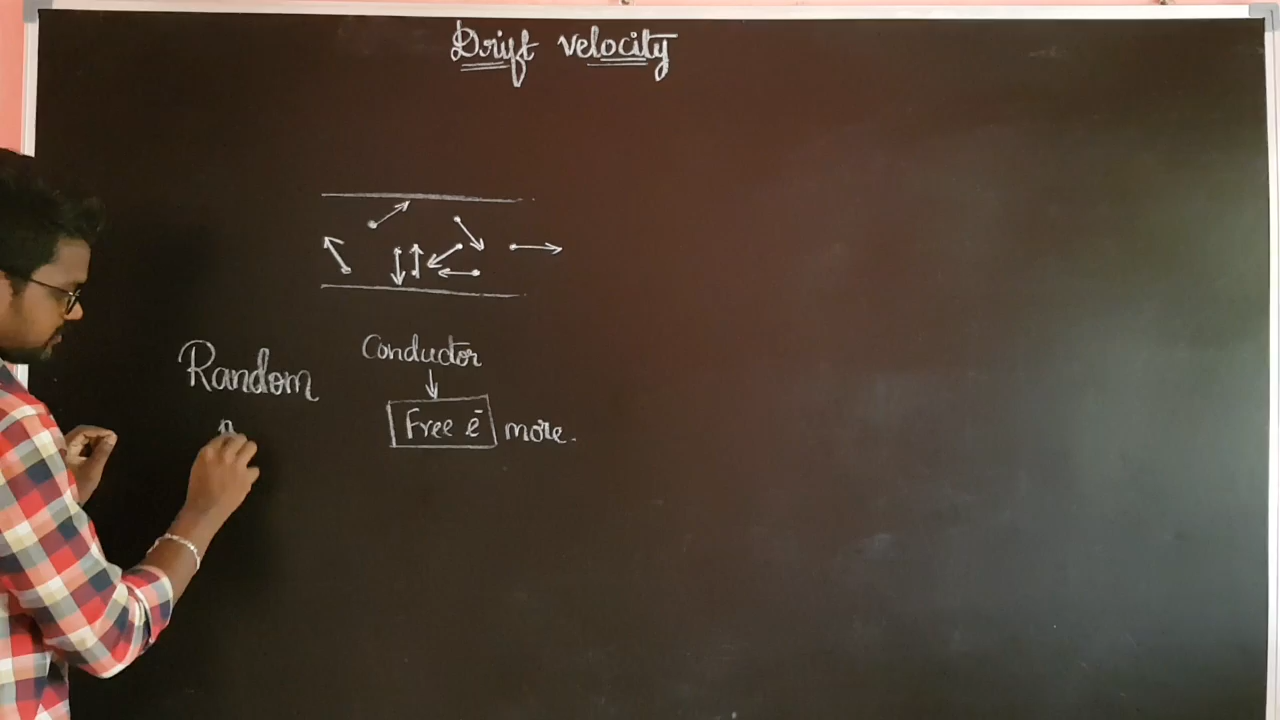 Drift velocity
Conductor
Random
Free e⁻ more.